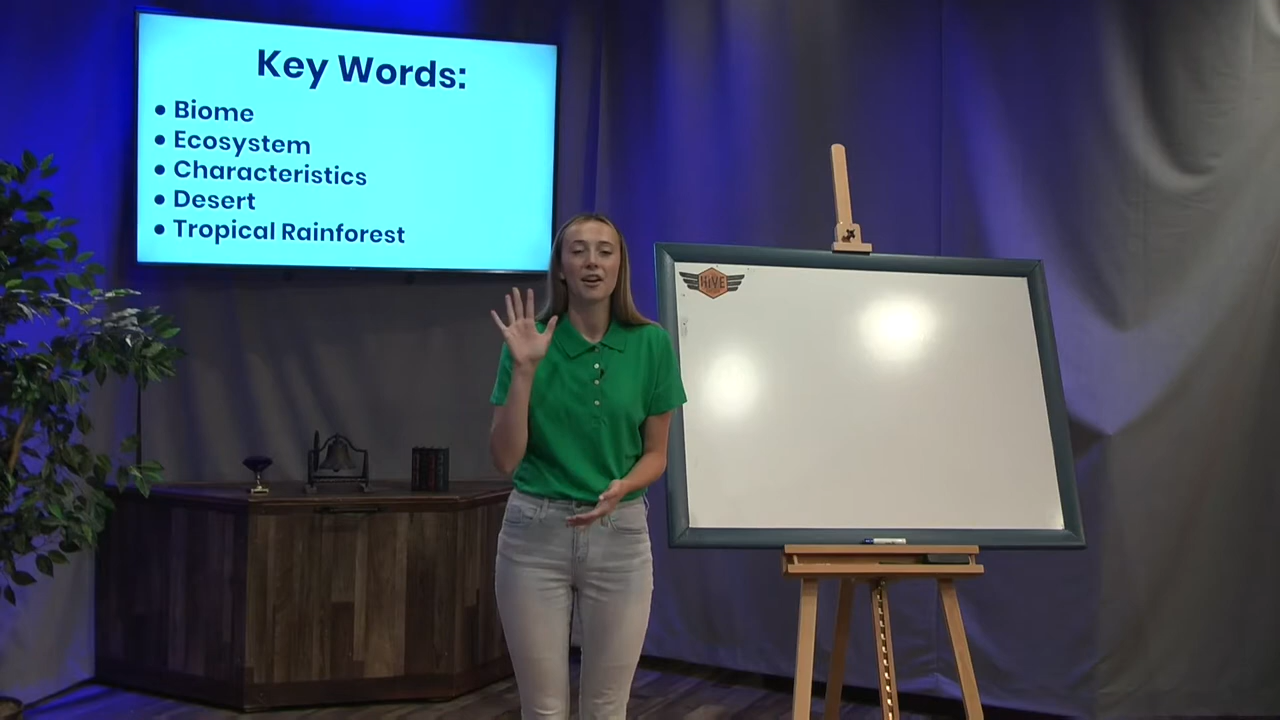 Key Words:
• Biome
• Ecosystem
• Characteristics
• Desert
• Tropical Rainforest
HIVE